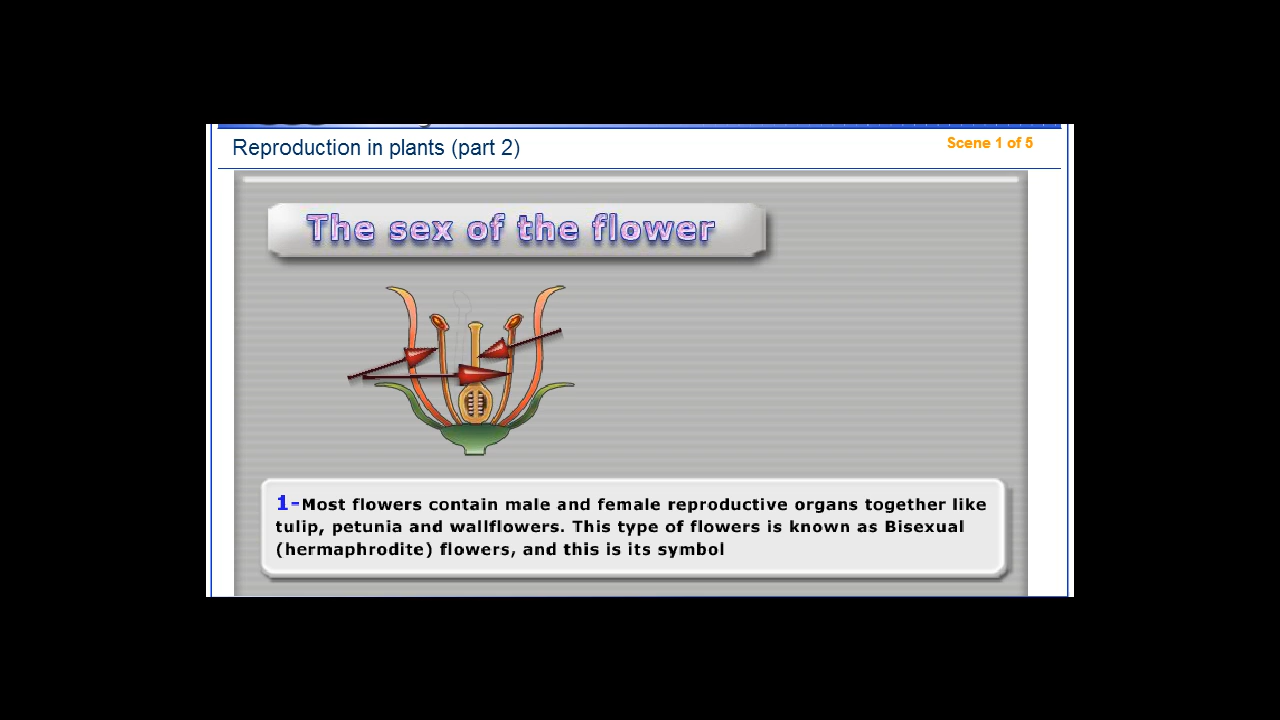 Reproduction in plants (part 2)
Scene 1 of 5
The sex of the flower
1-Most flowers contain male and female reproductive organs together like
tulip, petunia and wallflowers. This type of flowers is known as Bisexual
(hermaphrodite) flowers, and this is its symbol